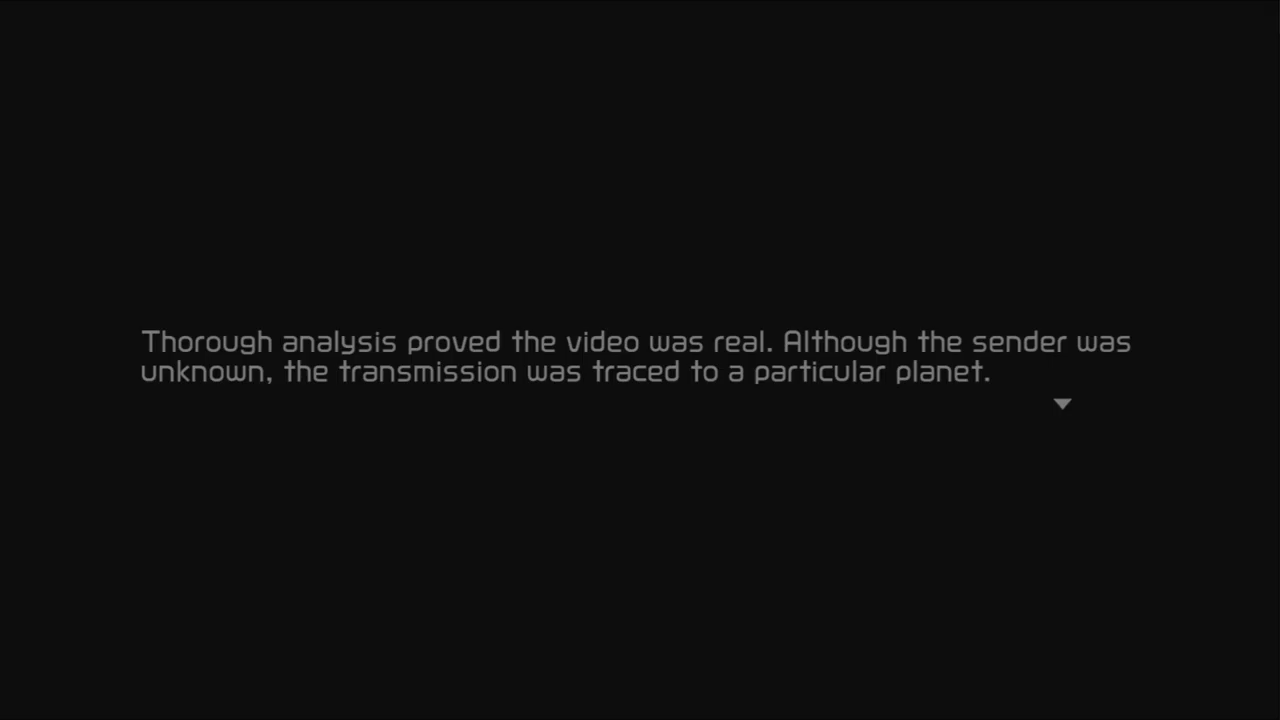 Thorough analysis proved the video was real. Although the sender was
unknown, the transmission was traced to a particular planet.